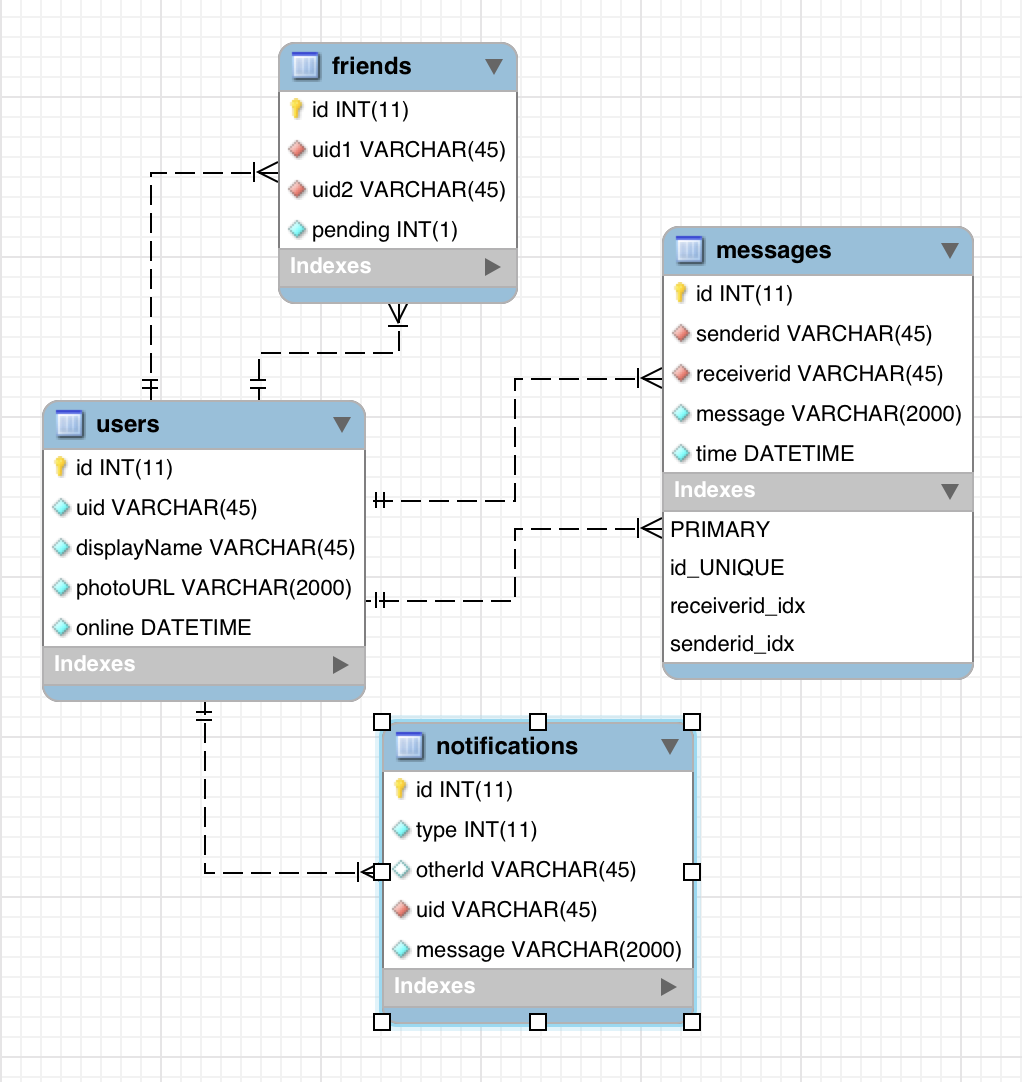 friends
id INT(11)
uid1 VARCHAR(45)
uid2 VARCHAR(45)
pending INT(1)
Indexes
messages
id INT(11)
senderid VARCHAR(45)
receiverid VARCHAR(45)
message VARCHAR(2000)
time DATETIME
Indexes
PRIMARY
id_UNIQUE
receiverid_idx
senderid_idx
users
id INT(11)
uid VARCHAR(45)
displayName VARCHAR(45)
photoURL VARCHAR(2000)
online DATETIME
Indexes
notifications
id INT(11)
type INT(11)
otherId VARCHAR(45)
uid VARCHAR(45)
message VARCHAR(2000)
Indexes